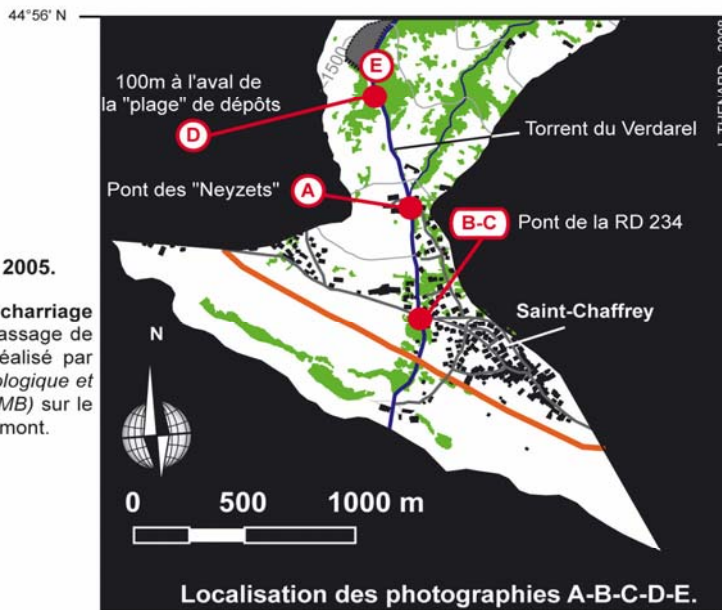 44°56' N
1500
E
100m à l'aval de
la "plage" de dépôts
D
Torrent du Verdarel
Pont des "Neyzets"
A
B-C
Pont de la RD 234
2005.
charriage
assage de
éalisé par
ologique et
MB) sur le
mont.
Saint-Chaffrey
N
0 500 1000 m
Localisation des photographies A-B-C-D-E.